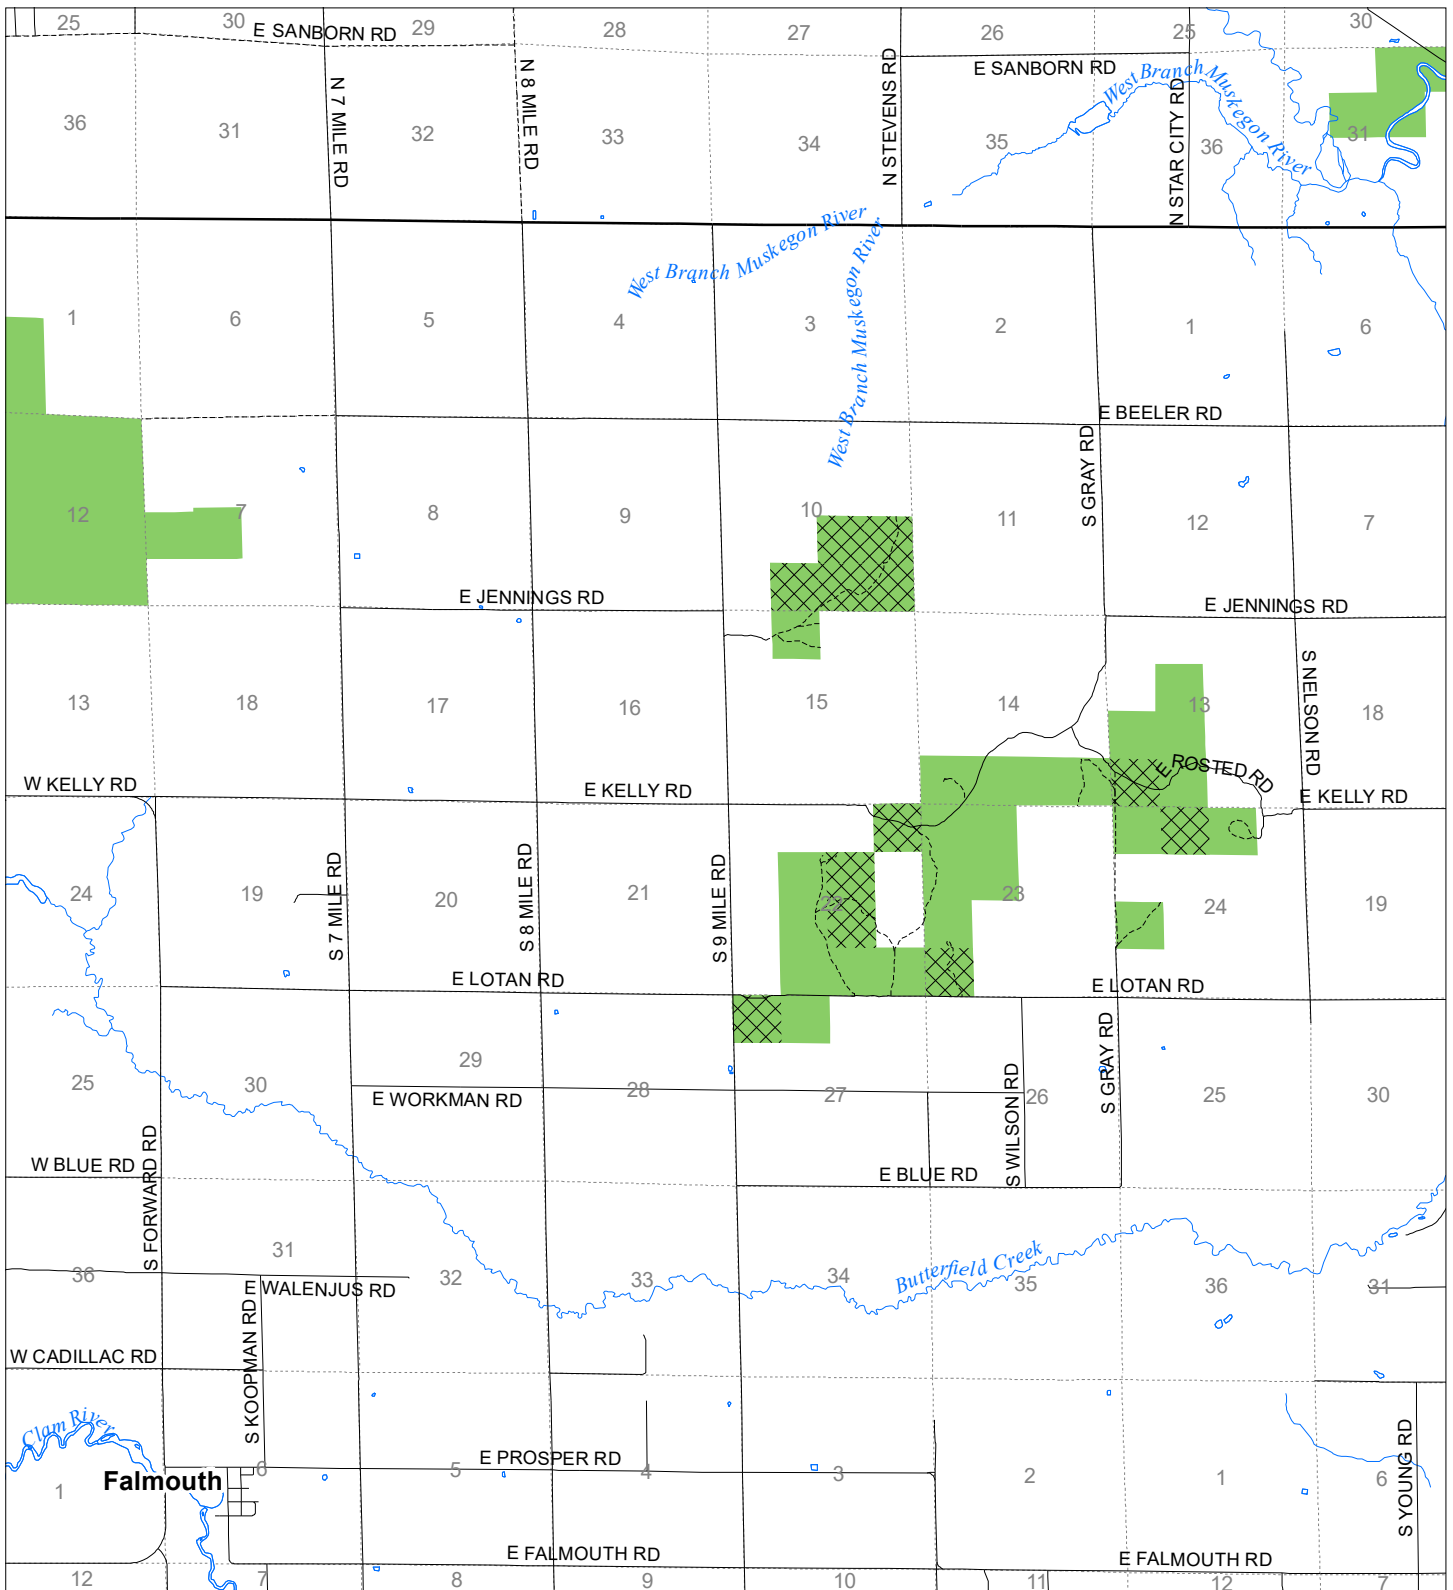 25
30
E SANBORN RD
29
28
27
26
25
30
E SANBORN RD
N 7 MILE RD
N 8 MILE RD
N STEVENS RD
N STAR CITY RD
West Branch Muskegon River
36
31
32
33
34
35
36
31
West Branch Muskegon River
West Branch Muskegon River
1
6
5
4
3
2
1
6
E BEELER RD
S GRAY RD
12
7
8
9
10
11
12
7
E JENNINGS RD
E JENNINGS RD
S NELSON RD
13
18
17
16
15
14
13
18
W KELLY RD
E KELLY RD
E ROSTED RD
E KELLY RD
S 7 MILE RD
S 8 MILE RD
S 9 MILE RD
24
19
20
21
22
23
24
19
E LOTAN RD
E LOTAN RD
S GRAY RD
S WILSON RD
25
30
29
28
27
26
25
30
E WORKMAN RD
S FORWARD RD
W BLUE RD
E BLUE RD
36
31
32
33
34
35
36
31
Butterfield Creek
E WALENJUS RD
S KOOPMAN RD
W CADILLAC RD
Clam River
E PROSPER RD
S YOUNG RD
Falmouth
1
6
5
4
3
2
1
6
E FALMOUTH RD
E FALMOUTH RD
12
7
8
9
10
11
12
7